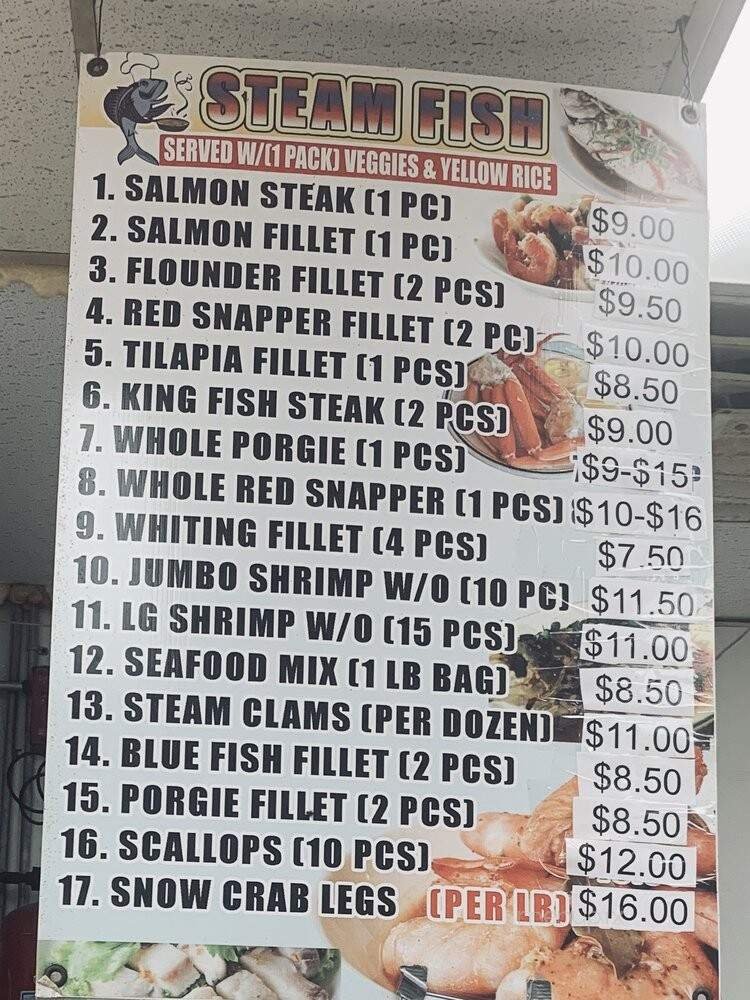 STEAM FISH
SERVED W/(1 PACK) VEGGIES & YELLOW RICE
1. SALMON STEAK (1 PC) $9.00
2. SALMON FILLET (1 PC) $10.00
3. FLOUNDER FILLET (2 PCS) $9.50
4. RED SNAPPER FILLET (2 PC) $10.00
5. TILAPIA FILLET (1 PCS) $8.50
6. KING FISH STEAK (2 PCS) $9.00
7. WHOLE PORGIE (1 PCS) $9-$15
8. WHOLE RED SNAPPER (1 PCS) $10-$16
9. WHITING FILLET (4 PCS) $7.50
10. JUMBO SHRIMP W/O (10 PC) $11.50
11. LG SHRIMP W/O (15 PCS) $11.00
12. SEAFOOD MIX (1 LB BAG) $8.50
13. STEAM CLAMS (PER DOZEN) $11.00
14. BLUE FISH FILLET (2 PCS) $8.50
15. PORGIE FILLET (2 PCS) $8.50
16. SCALLOPS (10 PCS) $12.00
17. SNOW CRAB LEGS (PER LB) $16.00